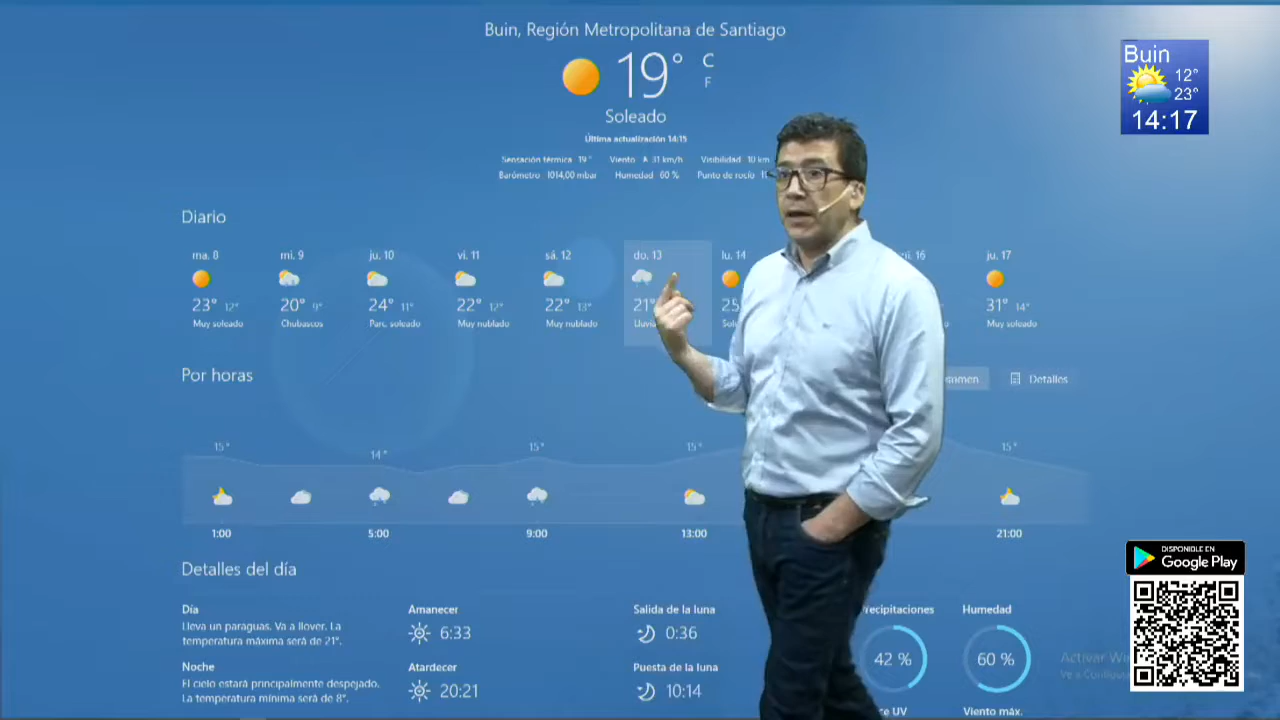 Buin, Región Metropolitana de Santiago
19° C
F
Soleado
Última actualización 14:15
Sensación térmica 19° Viento 31 km/h Visibilidad 10 km
Barómetro 1014,00 mbar Humedad 60 % Punto de rocío
Buin
12°
23°
14:17
Diario
ma. 8 mi. 9 ju. 10 vi. 11 sá. 12 do. 13 lu. 14 16 ju. 17
23° 12° 20° 9° 24° 11° 22° 12° 22° 13° 21° 25 31° 14°
Muy soleado Chubascos Parc. soleado Muy nublado Muy nublado Lluvia Muy soleado
Por horas
Detalles
15° 14° 15° 15° 15°
1:00 5:00 9:00 13:00 21:00
DISPONIBLE EN
Google Play
Detalles del día
Día
Lleva un paraguas. Va a llover. La
temperatura máxima será de 21°.
Noche
El cielo estará principalmente despejado.
La temperatura mínima será de 8°.
Amanecer
6:33
Atardecer
20:21
Salida de la luna
0:36
Puesta de la luna
10:14
Precipitaciones
42 %
UV
Humedad
60 %
Viento máx.
Activar